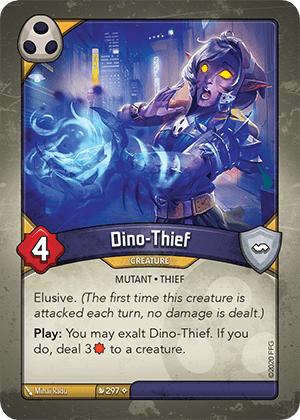 Dino-Thief
CREATURE
4
MUTANT • THIEF
Elusive. (The first time this creature is
attacked each turn, no damage is dealt.)
Play: You may exalt Dino-Thief. If you
do, deal 3 to a creature.
Mihai Radu
297
©2020 FFG